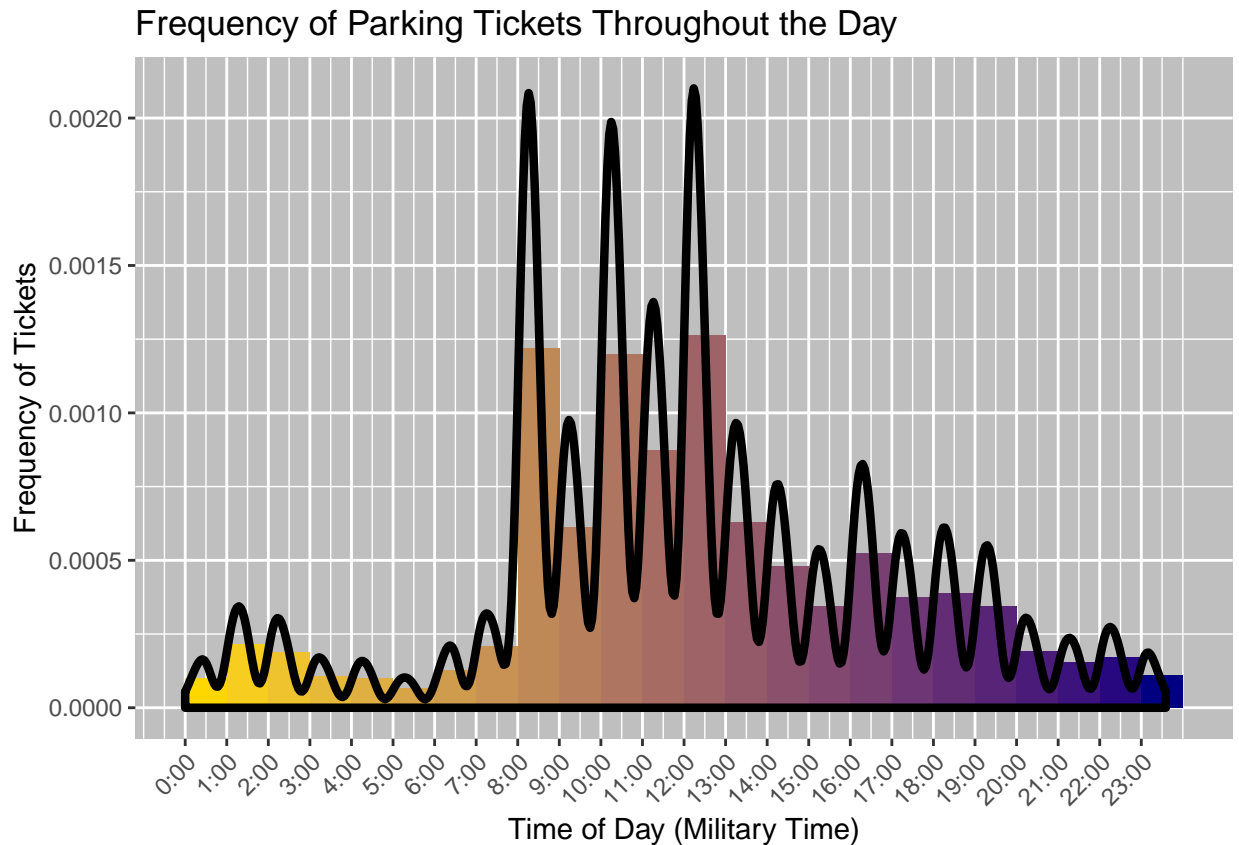 Frequency of Parking Tickets Throughout the Day
Frequency of Tickets
0.0020
0.0015
0.0010
0.0005
0.0000
0:00 1:00 2:00 3:00 4:00 5:00 6:00 7:00 8:00 9:00 10:00 11:00 12:00 13:00 14:00 15:00 16:00 17:00 18:00 19:00 20:00 21:00 22:00 23:00
Time of Day (Military Time)